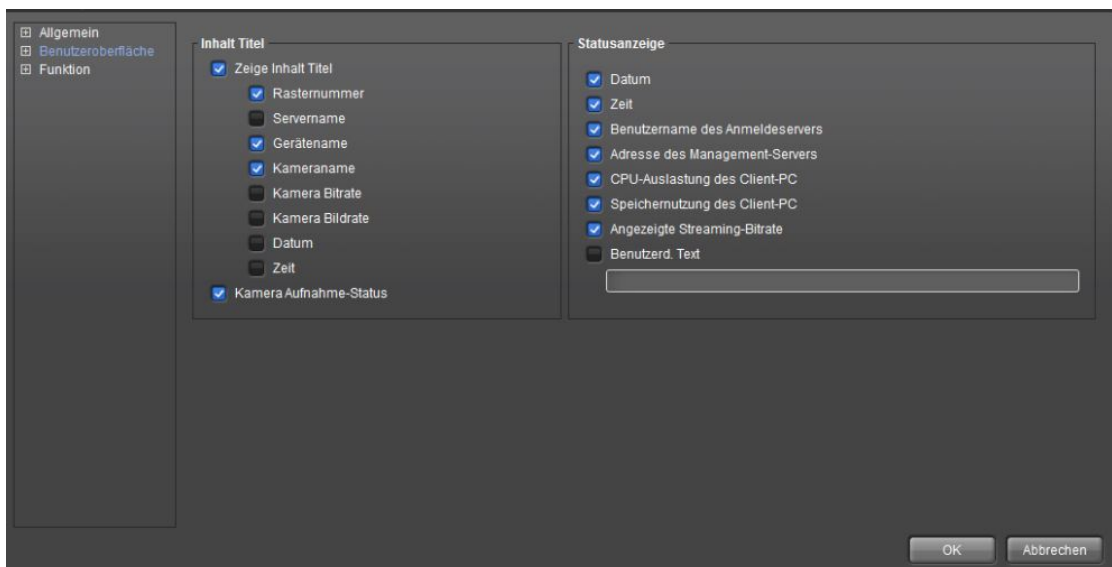 Allgemein
Benutzeroberfläche
Funktion
Inhalt Titel
Zeige Inhalt Titel
Rasternummer
Servername
Gerätename
Kameraname
Kamera Bitrate
Kamera Bildrate
Datum
Zeit
Kamera Aufnahme-Status
Statusanzeige
Datum
Zeit
Benutzername des Anmeldeservers
Adresse des Management-Servers
CPU-Auslastung des Client-PC
Speichernutzung des Client-PC
Angezeigte Streaming-Bitrate
Benutzerd. Text
OK
Abbrechen